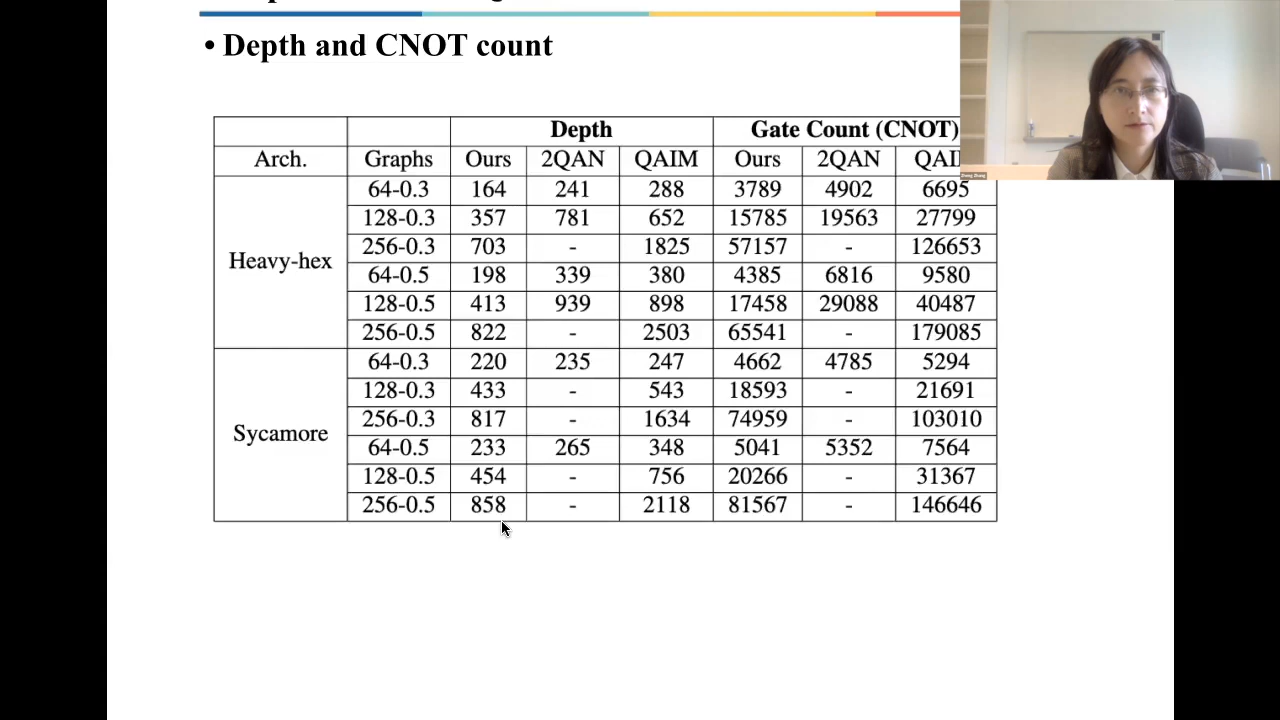 • Depth and CNOT count
Depth Gate Count (CNOT)
Arch. Graphs Ours 2QAN QAIM Ours 2QAN
Heavy-hex
64-0.3 164 241 288 3789 4902 6695
128-0.3 357 781 652 15785 19563 27799
256-0.3 703 - 1825 57157 - 126653
64-0.5 198 339 380 4385 6816 9580
128-0.5 413 939 898 17458 29088 40487
256-0.5 822 - 2503 65541 - 179085
Sycamore
64-0.3 220 235 247 4662 4785 5294
128-0.3 433 - 543 18593 - 21691
256-0.3 817 - 1634 74959 - 103010
64-0.5 233 265 348 5041 5352 7564
128-0.5 454 - 756 20266 - 31367
256-0.5 858 - 2118 81567 - 146646